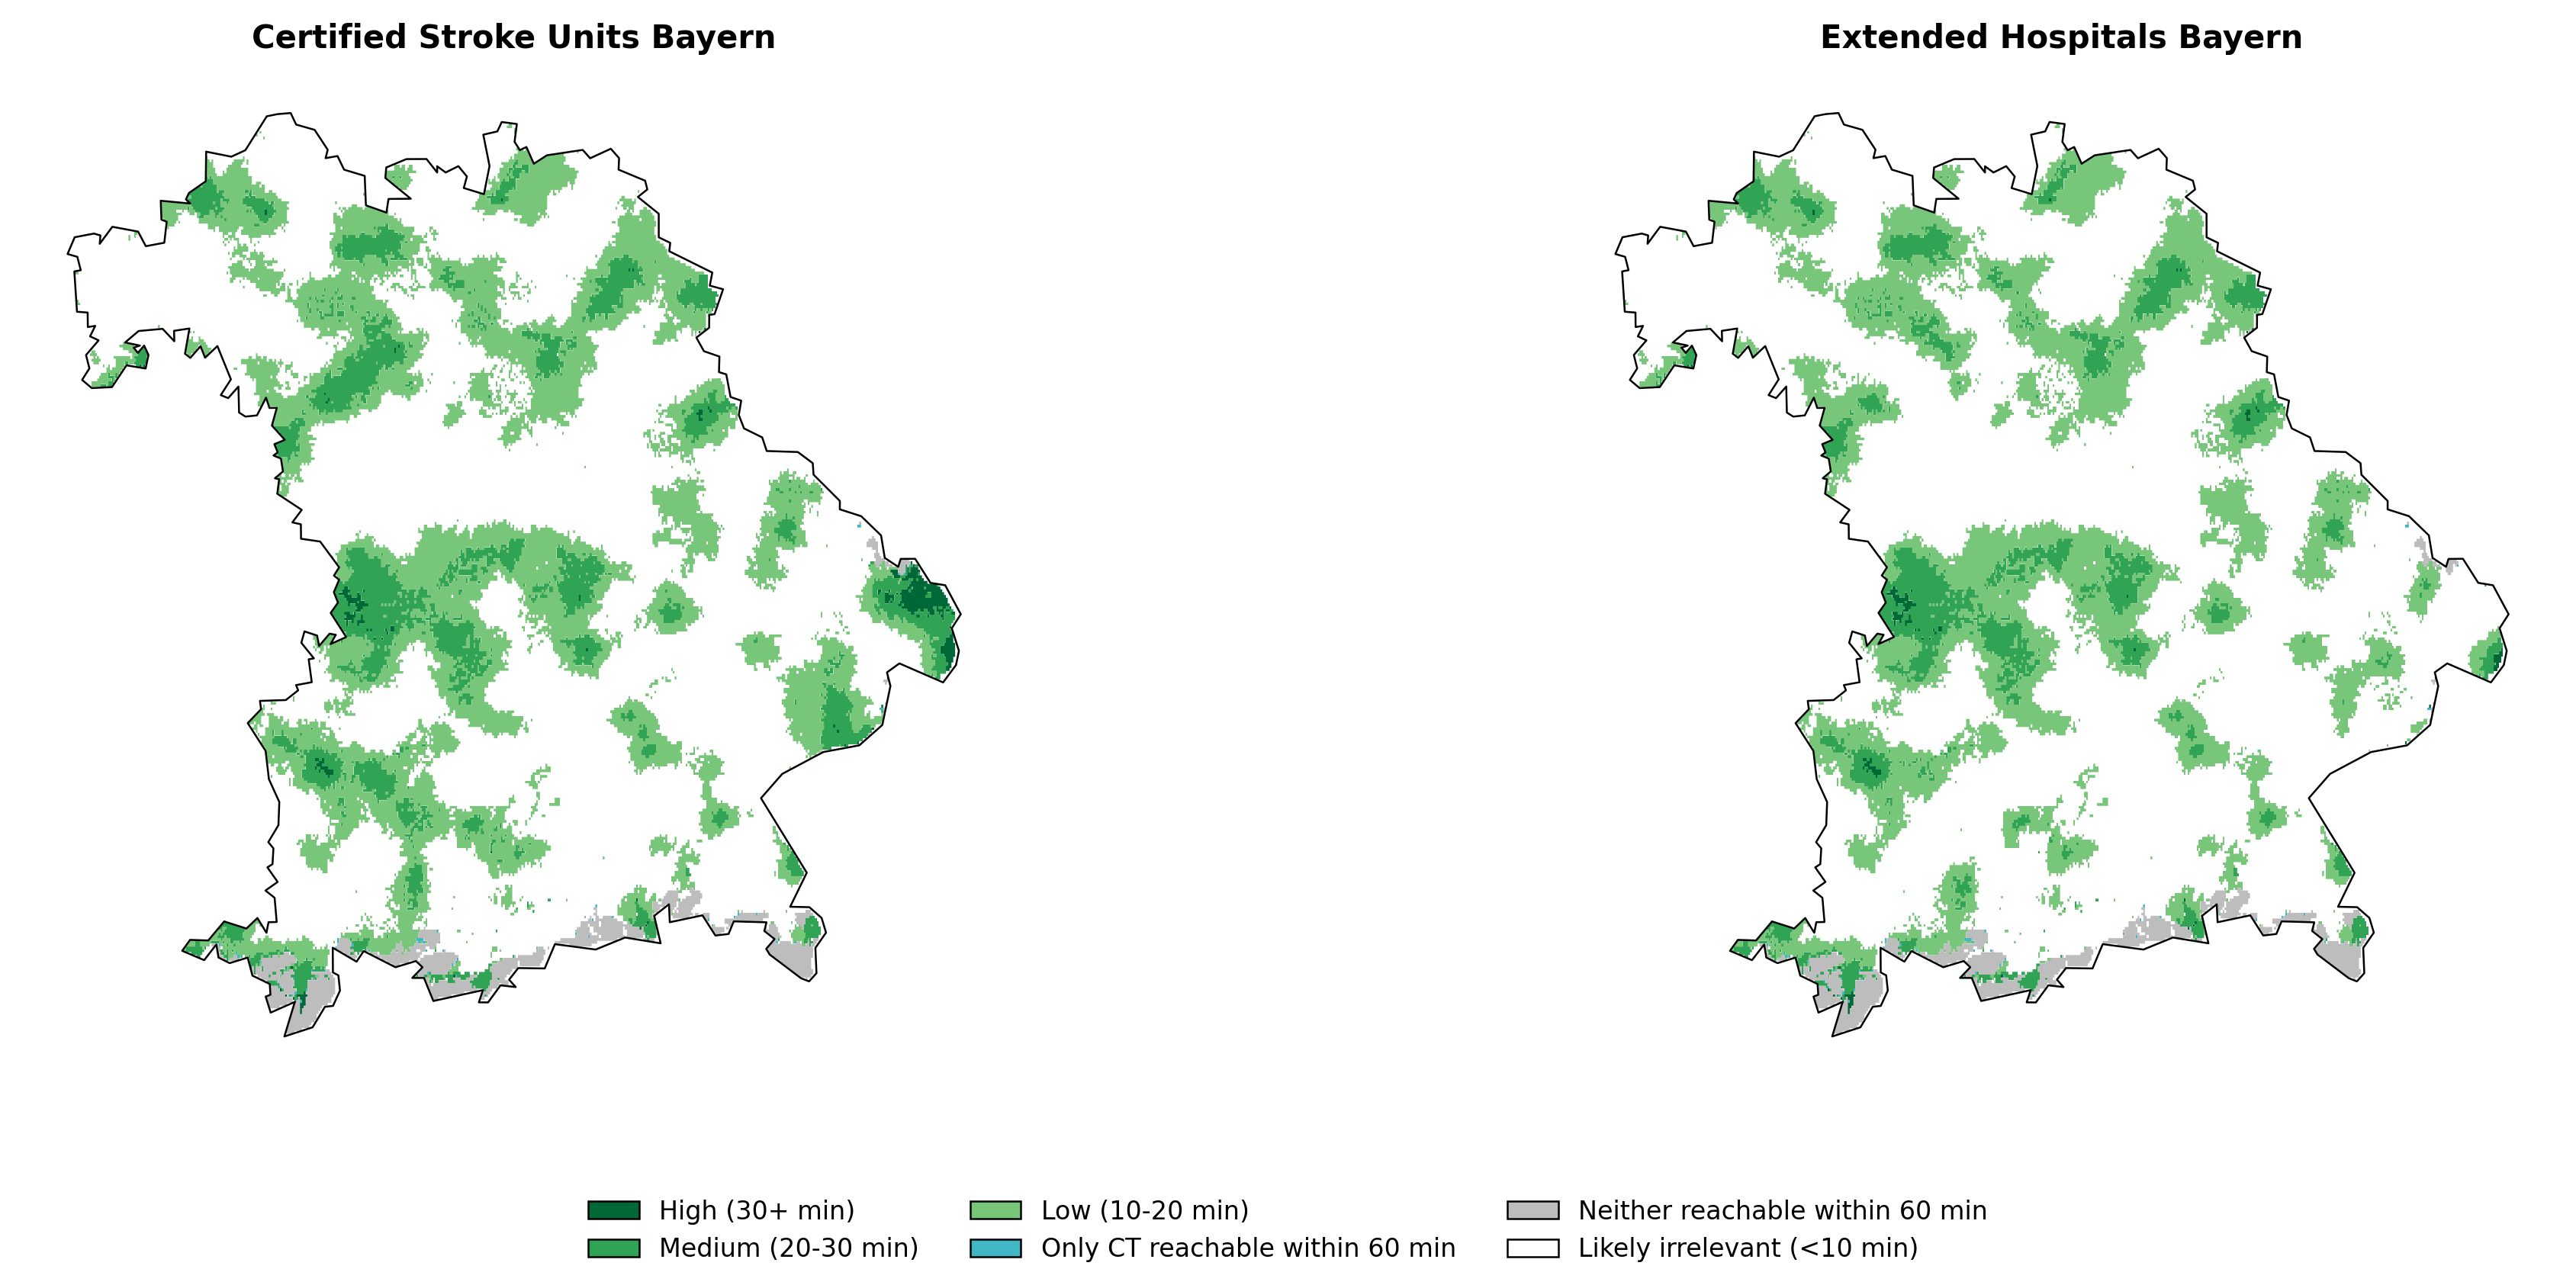 Certified Stroke Units Bayern
Extended Hospitals Bayern
High (30+ min)
Medium (20-30 min)
Low (10-20 min)
Only CT reachable within 60 min
Neither reachable within 60 min
Likely irrelevant (<10 min)